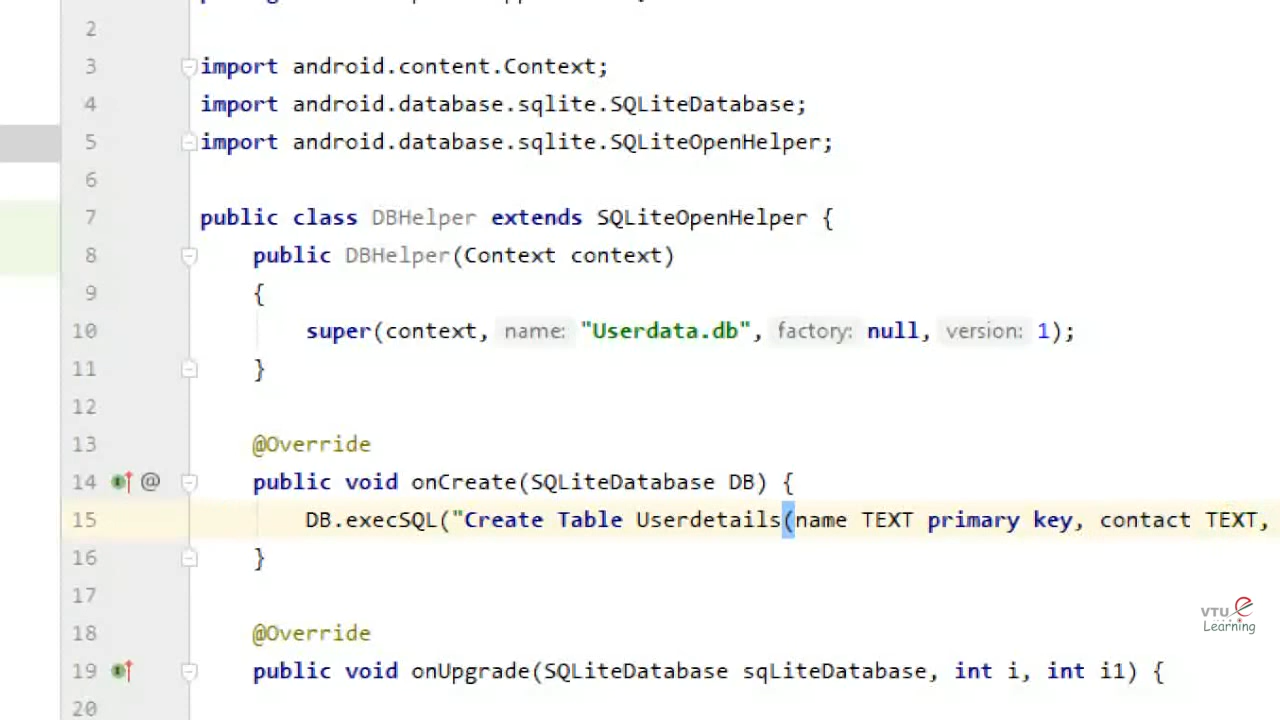 2
3 import android.content.Context;
4 import android.database.sqlite.SQLiteDatabase;
5 import android.database.sqlite.SQLiteOpenHelper;
6
7 public class DBHelper extends SQLiteOpenHelper {
8 public DBHelper(Context context)
9 {
10 super(context, name: "Userdata.db", factory: null, version: 1);
11 }
12
13 @Override
14 @ public void onCreate(SQLiteDatabase DB) {
15 DB.execSQL("Create Table Userdetails(name TEXT primary key, contact TEXT,
16 }
17
18 @Override
19 public void onUpgrade(SQLiteDatabase sqLiteDatabase, int i, int i1) {
20
VTU e
Learning